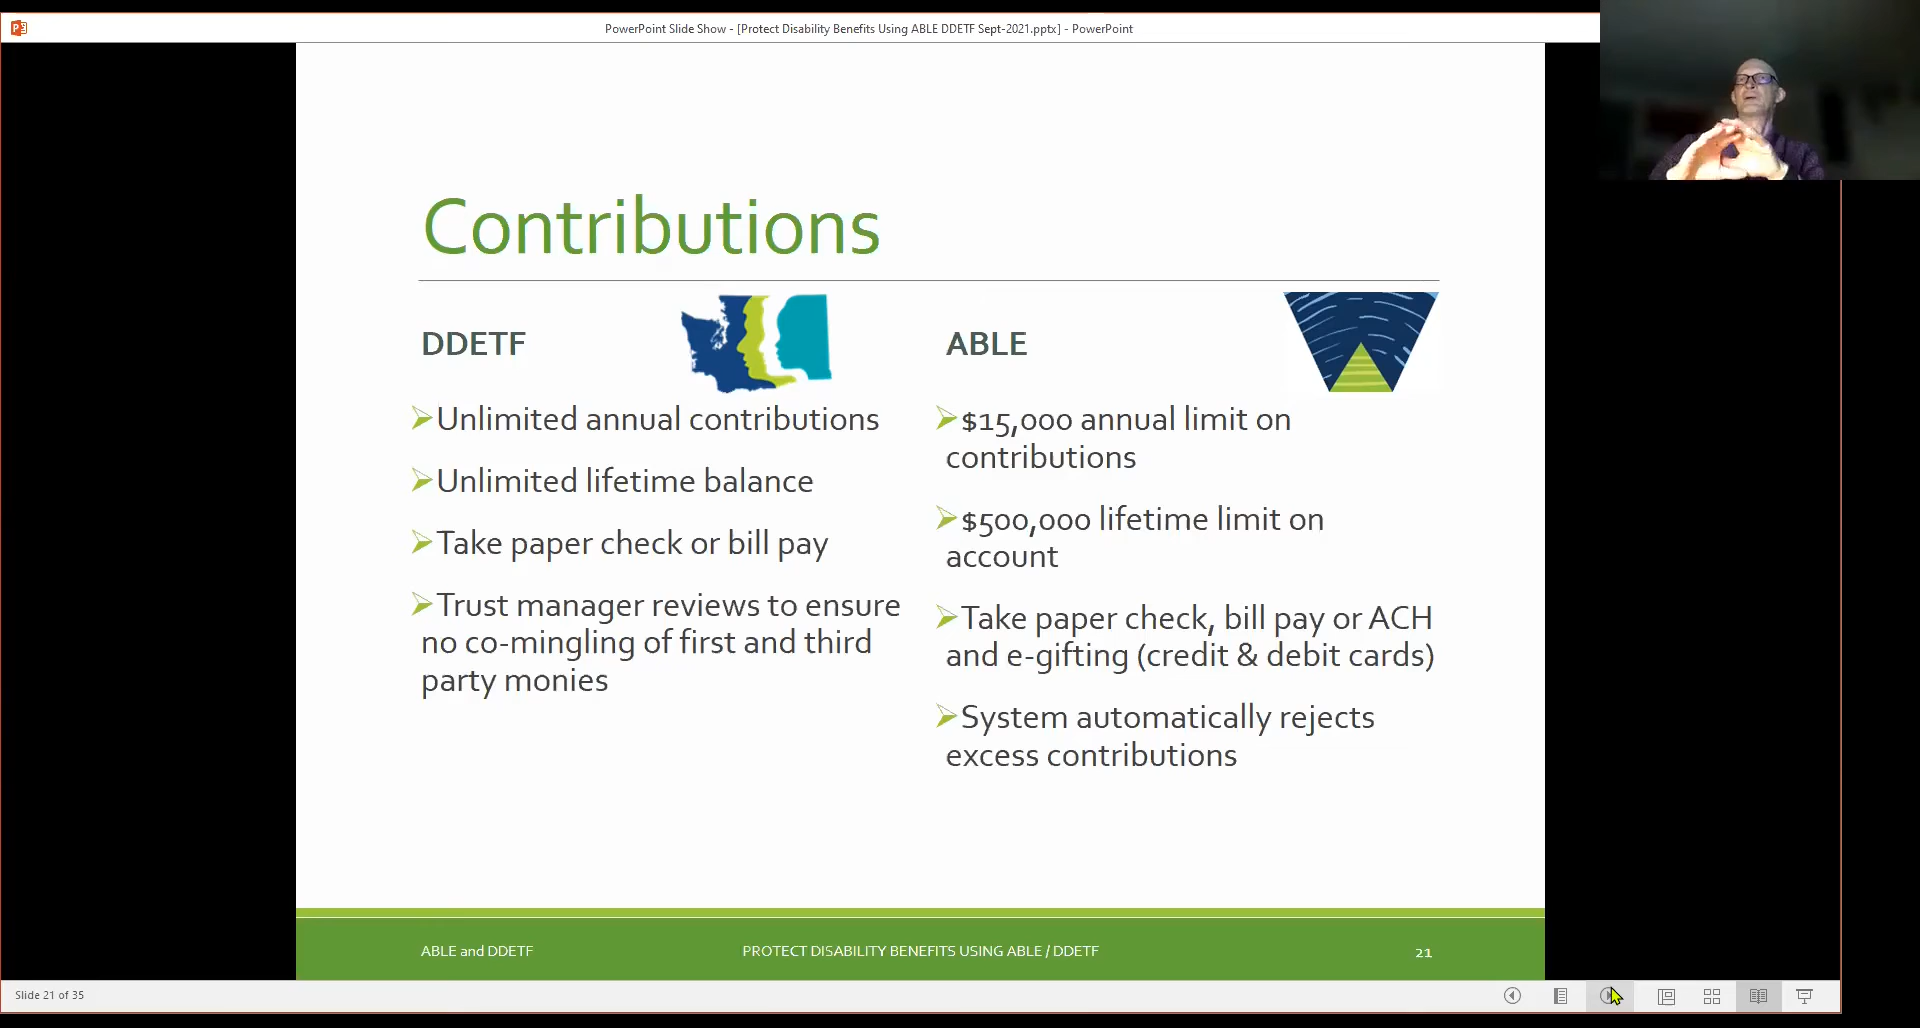 PowerPoint Slide Show - [Protect Disability Benefits Using ABLE DDETF Sept-2021.pptx] - PowerPoint
Contributions
DDETF
➢Unlimited annual contributions
➢Unlimited lifetime balance
➢Take paper check or bill pay
➢Trust manager reviews to ensure
no co-mingling of first and third
party monies
ABLE
➢$15,000 annual limit on
contributions
➢$500,000 lifetime limit on
account
➢Take paper check, bill pay or ACH
and e-gifting (credit & debit cards)
➢System automatically rejects
excess contributions
ABLE and DDETF
PROTECT DISABILITY BENEFITS USING ABLE / DDETF
21
Slide 21 of 35